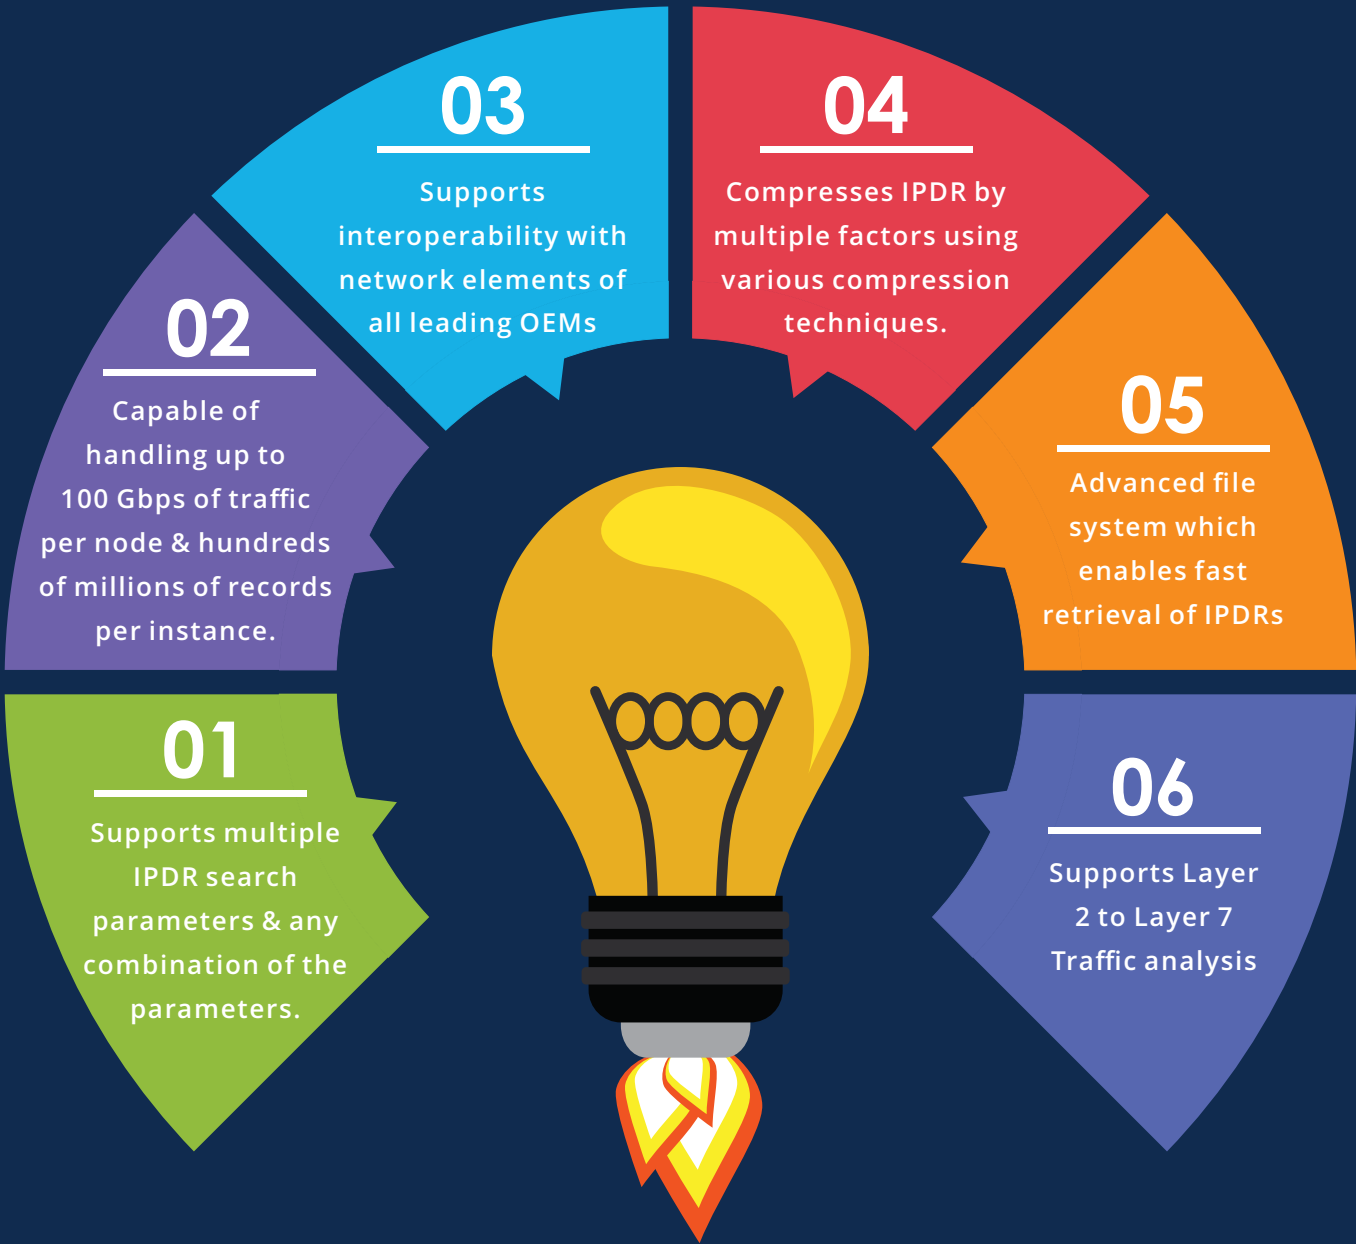 01
Supports multiple
IPDR search
parameters & any
combination of the
parameters.
02
Capable of
handling up to
100 Gbps of traffic
per node & hundreds
of millions of records
per instance.
03
Supports
interoperability with
network elements of
all leading OEMs
04
Compresses IPDR by
multiple factors using
various compression
techniques.
05
Advanced file
system which
enables fast
retrieval of IPDRs
06
Supports Layer
2 to Layer 7
Traffic analysis